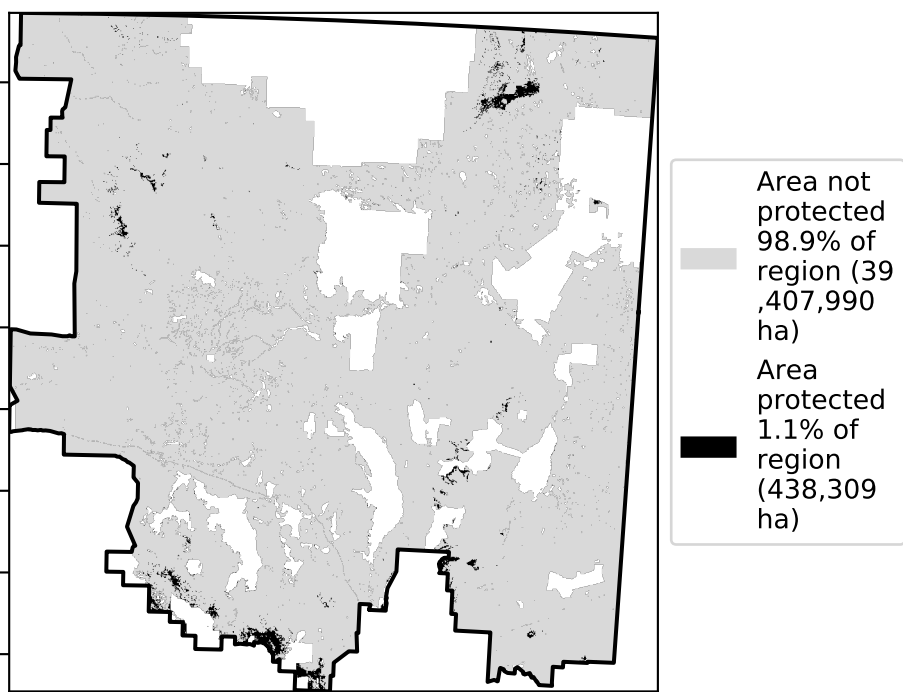 Area not
protected
98.9% of
region (39
,407,990
ha)
Area
protected
1.1% of
region
(438,309
ha)